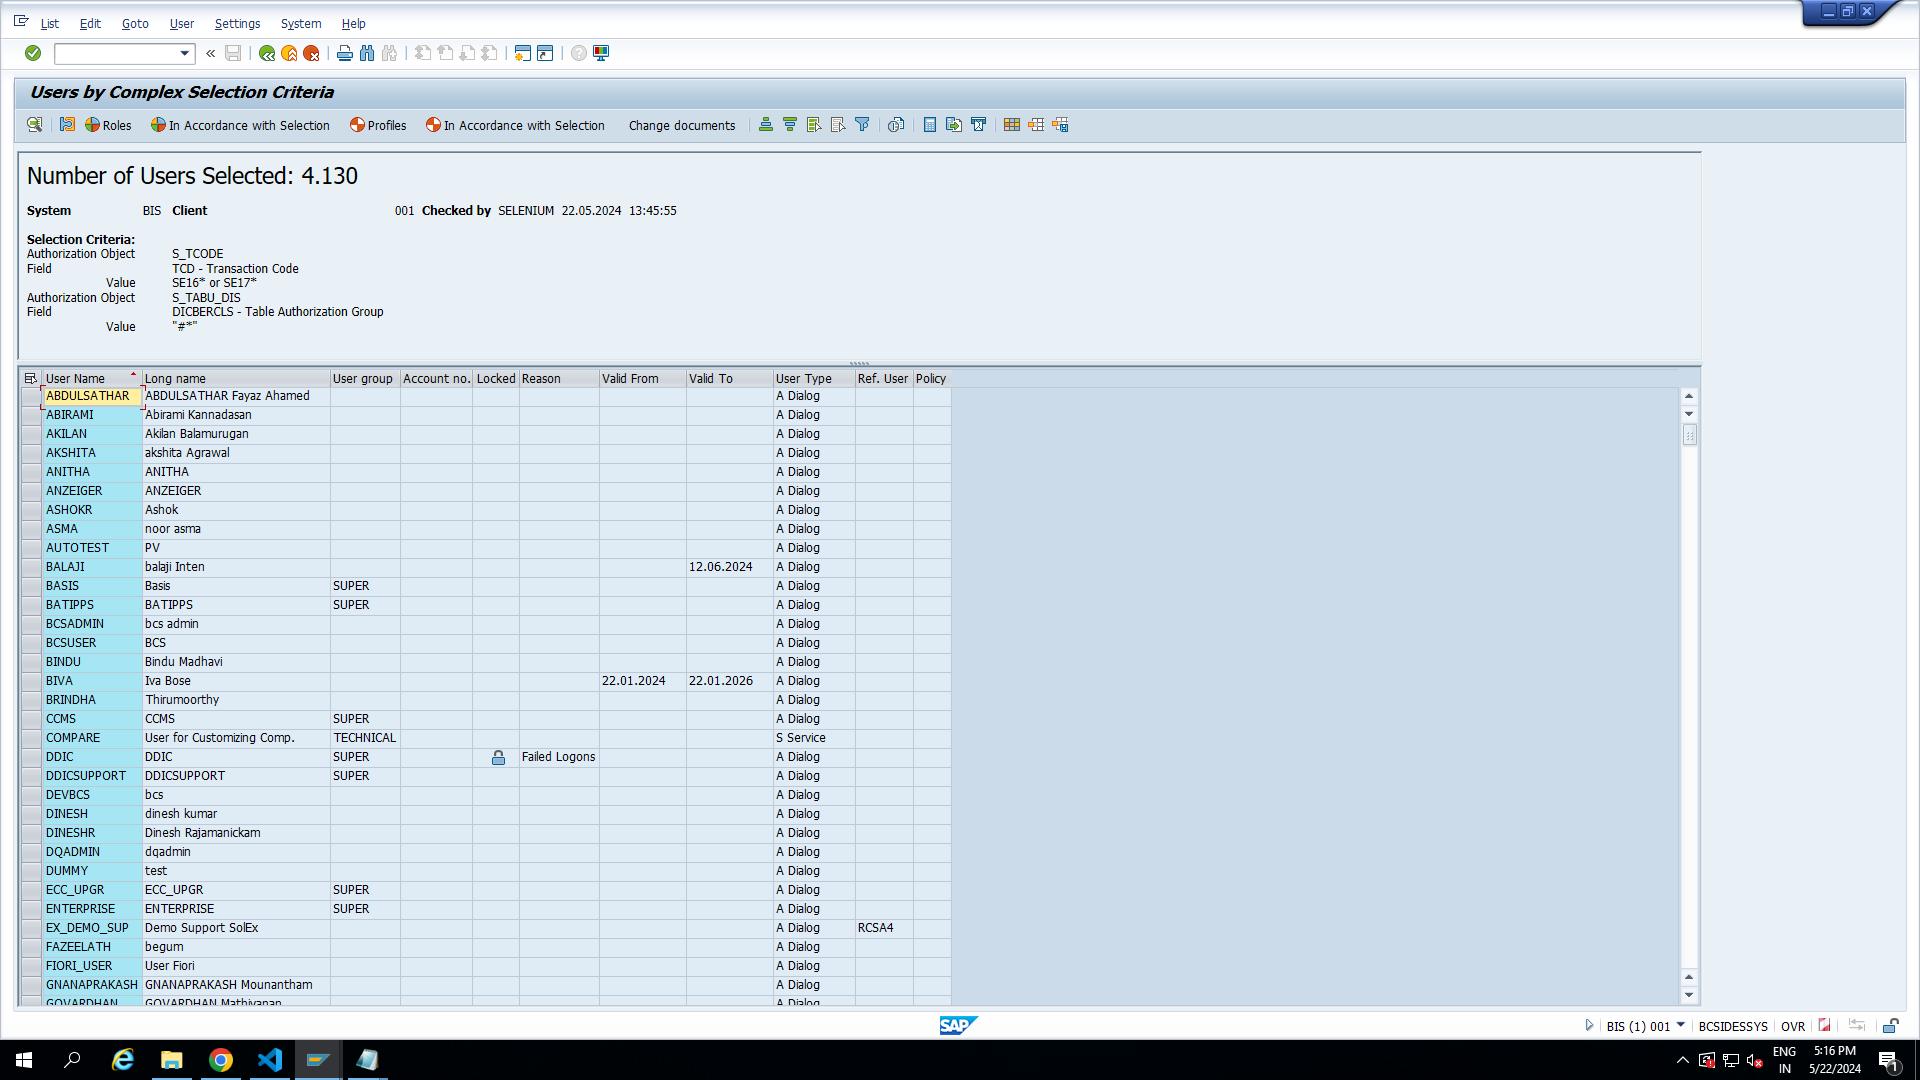 List Edit Goto User Settings System Help
Users by Complex Selection Criteria
Roles In Accordance with Selection Profiles In Accordance with Selection Change documents
Number of Users Selected: 4.130
System BIS Client 001 Checked by SELENIUM 22.05.2024 13:45:55
Selection Criteria:
Authorization Object S_TCODE
Field TCD - Transaction Code
Value SE16* or SE17*
Authorization Object S_TABU_DIS
Field DICBERCLS - Table Authorization Group
Value "#*"
User Name Long name User group Account no. Locked Reason Valid From Valid To User Type Ref. User Policy
ABDULSATHAR ABDULSATHAR Fayaz Ahamed A Dialog
ABIRAMI Abirami Kannadasan A Dialog
AKILAN Akilan Balamurugan A Dialog
AKSHITA akshita Agrawal A Dialog
ANITHA ANITHA A Dialog
ANZEIGER ANZEIGER A Dialog
ASHOKR Ashok A Dialog
ASMA noor asma A Dialog
AUTOTEST PV A Dialog
BALAJI balaji Inten 12.06.2024 A Dialog
BASIS Basis SUPER A Dialog
BATIPPS BATIPPS SUPER A Dialog
BCSADMIN bcs admin A Dialog
BCSUSER BCS A Dialog
BINDU Bindu Madhavi A Dialog
BIVA Iva Bose 22.01.2024 22.01.2026 A Dialog
BRINDHA Thirumoorthy A Dialog
CCMS CCMS SUPER A Dialog
COMPARE User for Customizing Comp. TECHNICAL S Service
DDIC DDIC SUPER Failed Logons A Dialog
DDICSUPPORT DDICSUPPORT SUPER A Dialog
DEVBCS bcs A Dialog
DINESH dinesh kumar A Dialog
DINESHR Dinesh Rajamanickam A Dialog
DQADMIN dqadmin A Dialog
DUMMY test A Dialog
ECC_UPGR ECC_UPGR SUPER A Dialog
ENTERPRISE ENTERPRISE SUPER A Dialog
EX_DEMO_SUP Demo Support SolEx A Dialog RCSA4
FAZEELATH begum A Dialog
FIORI_USER User Fiori A Dialog
GNANAPRAKASH GNANAPRAKASH Mounantham A Dialog
GOVARDHAN GOVARDHAN Mathivanan A Dialog
SAP
BIS (1) 001 BCSIDESSYS OVR
ENG 5:16 PM
IN 5/22/2024
1